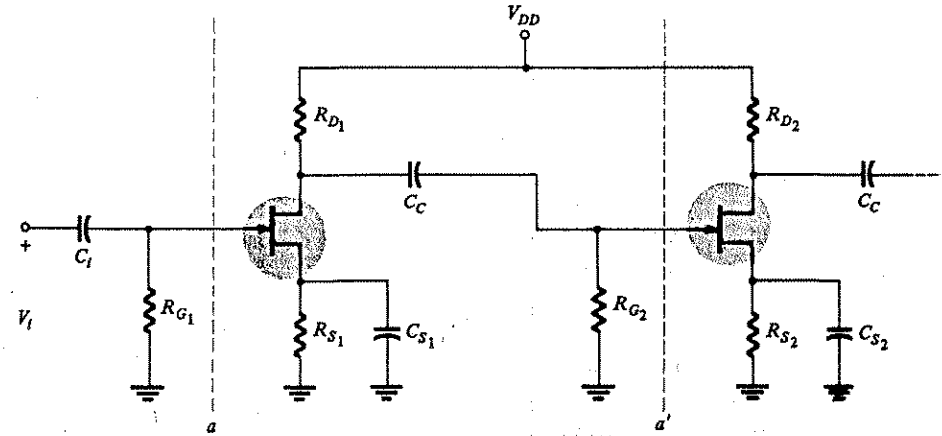 V_DD
R_D1
R_D2
C_C
C_C
C_i
+
V_i
R_G1
R_S1
C_S1
R_G2
R_S2
C_S2
a
a'